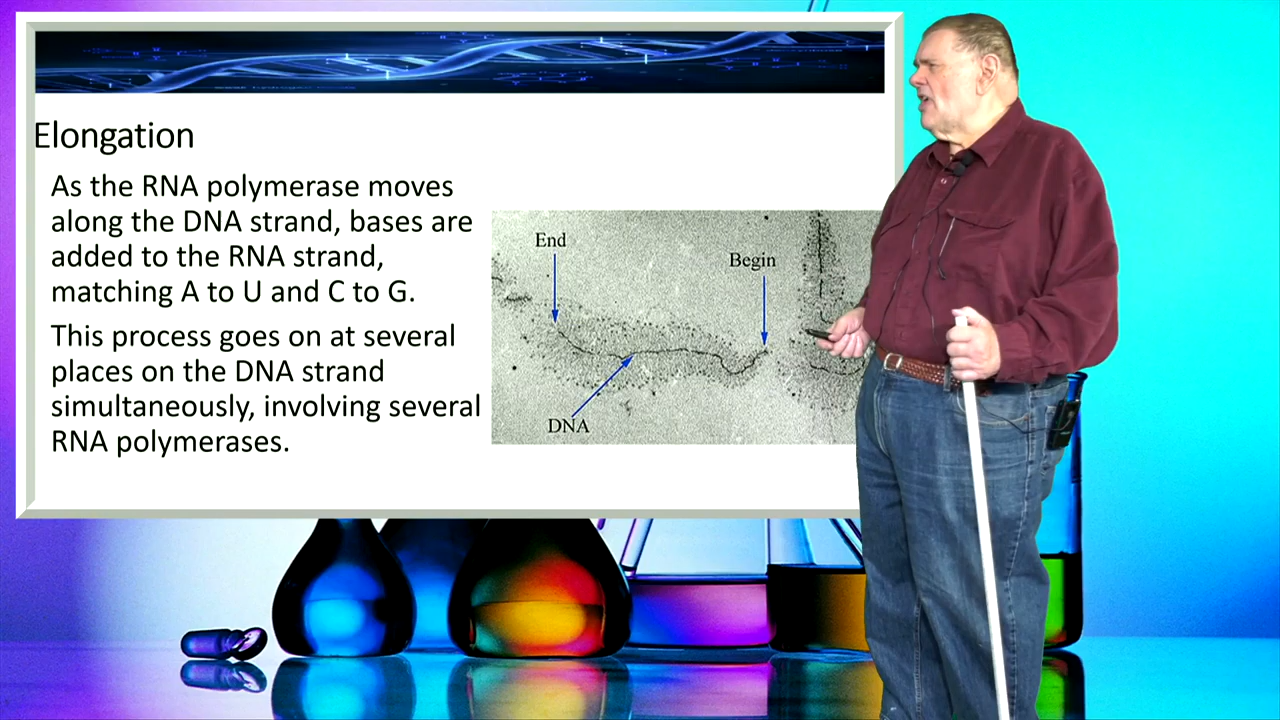 Elongation
As the RNA polymerase moves
along the DNA strand, bases are
added to the RNA strand,
matching A to U and C to G.
This process goes on at several
places on the DNA strand
simultaneously, involving several
RNA polymerases.
End
Begin
DNA